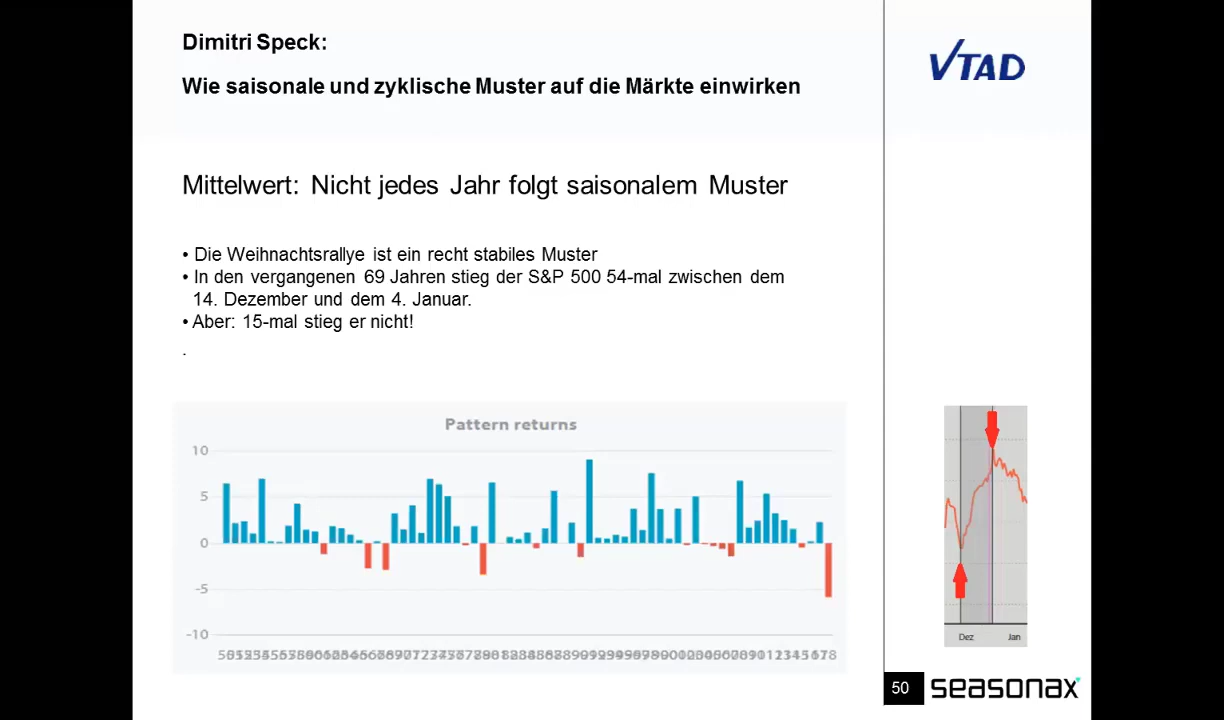 Dimitri Speck:
Wie saisonale und zyklische Muster auf die Märkte einwirken
VTAD
Mittelwert: Nicht jedes Jahr folgt saisonalem Muster
• Die Weihnachtsrallye ist ein recht stabiles Muster
• In den vergangenen 69 Jahren stieg der S&P 500 54-mal zwischen dem
14. Dezember und dem 4. Januar.
• Aber: 15-mal stieg er nicht!
.
Pattern returns
10
5
0
-5
-10
Dez Jan
50 seasonax